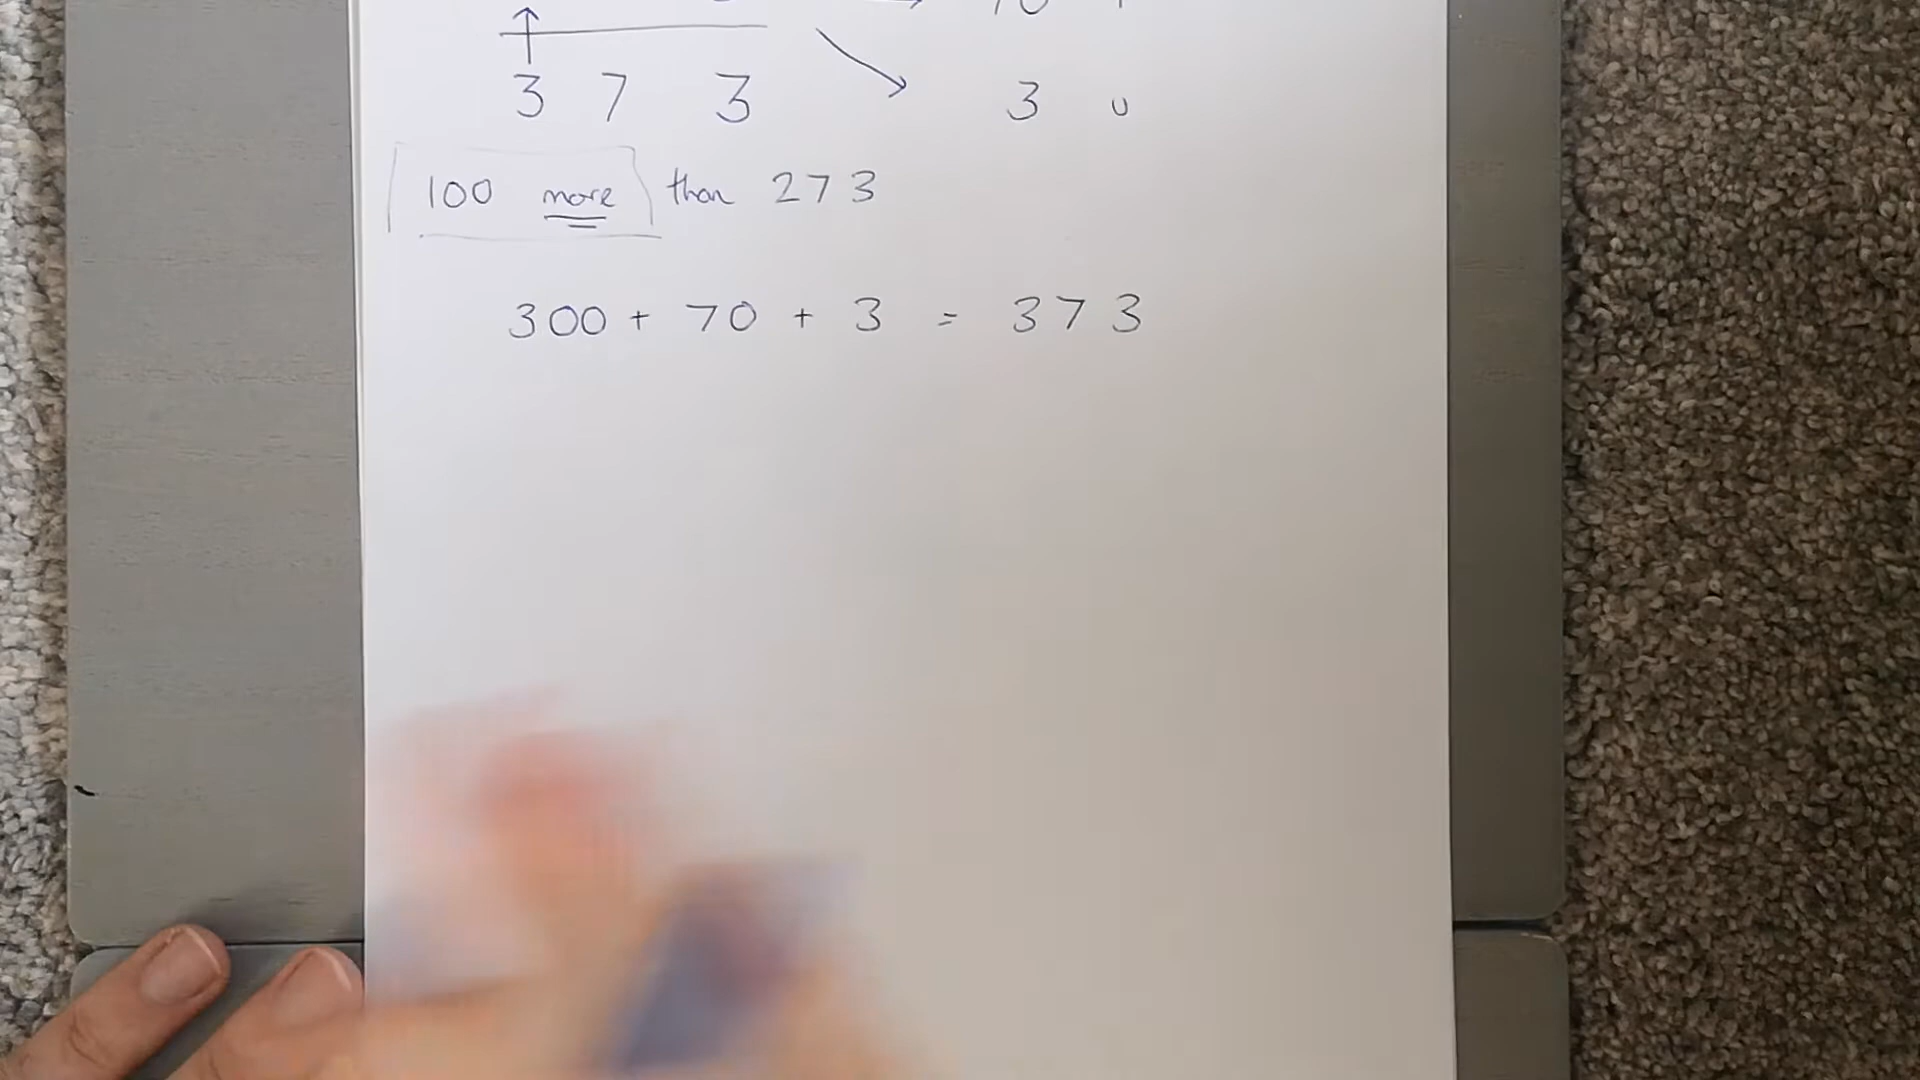 3 7 3 3 u
100 more than 273
300 + 70 + 3 = 373